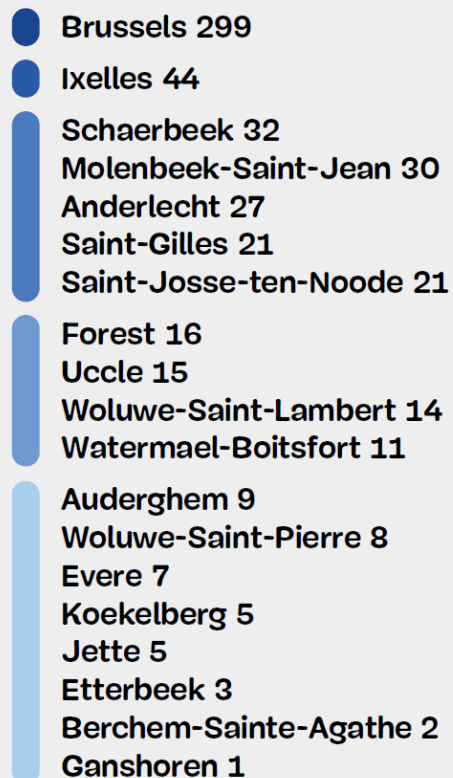 Brussels 299
Ixelles 44
Schaerbeek 32
Molenbeek-Saint-Jean 30
Anderlecht 27
Saint-Gilles 21
Saint-Josse-ten-Noode 21
Forest 16
Uccle 15
Woluwe-Saint-Lambert 14
Watermael-Boitsfort 11
Auderghem 9
Woluwe-Saint-Pierre 8
Evere 7
Koekelberg 5
Jette 5
Etterbeek 3
Berchem-Sainte-Agathe 2
Ganshoren 1